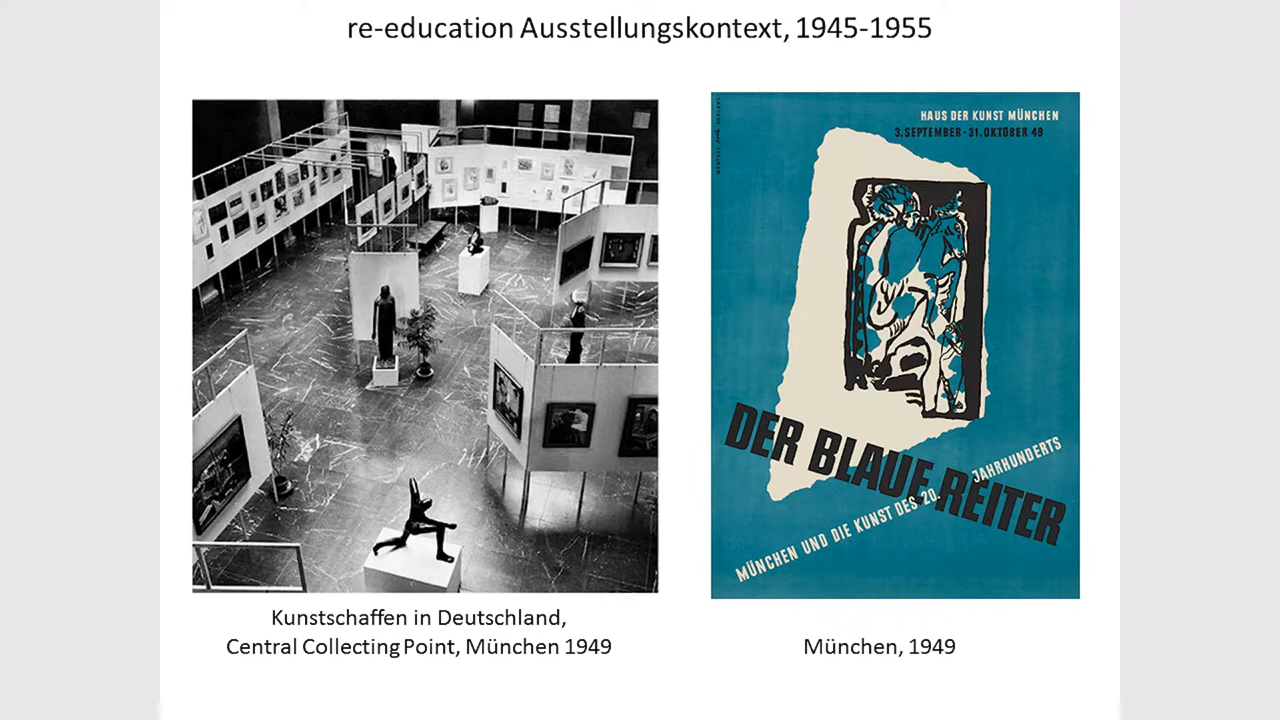 re-education Ausstellungskontext, 1945-1955
HAUS DER KUNST MÜNCHEN
3. SEPTEMBER - 31. OKTOBER 49
DER BLAUE REITER
MÜNCHEN UND DIE KUNST DES 20. JAHRHUNDERTS
Kunstschaffen in Deutschland,
Central Collecting Point, München 1949
München, 1949